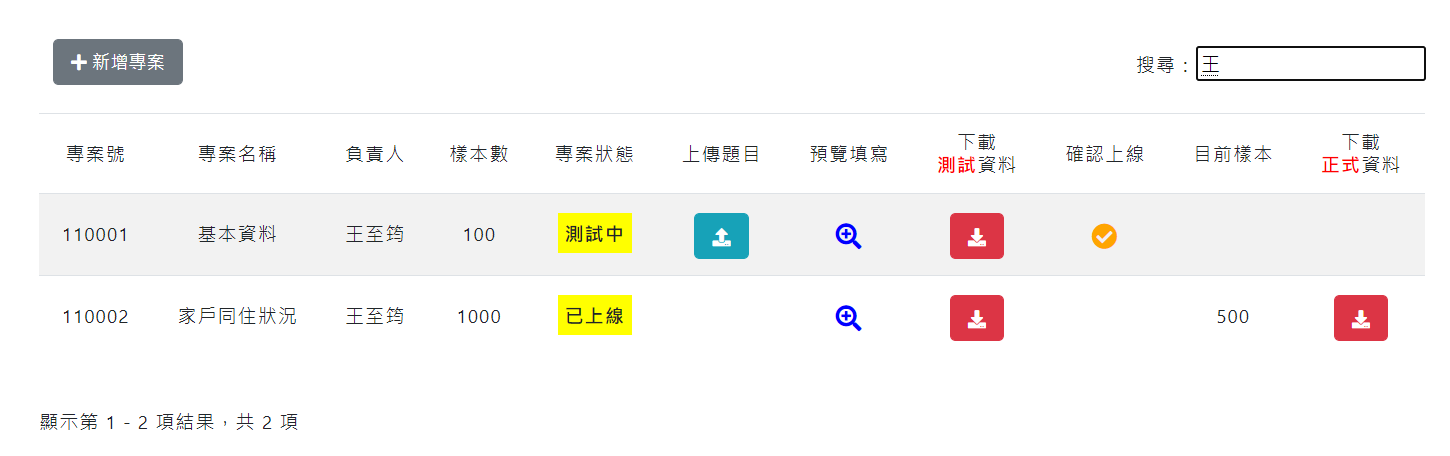 新增專案
搜尋：王
專案號 專案名稱 負責人 樣本數 專案狀態 上傳題目 預覽填寫 下載 測試資料 確認上線 目前樣本 下載 正式資料
110001 基本資料 王至筠 100 測試中
110002 家戶同住狀況 王至筠 1000 已上線 500
顯示第 1 - 2 項結果，共 2 項